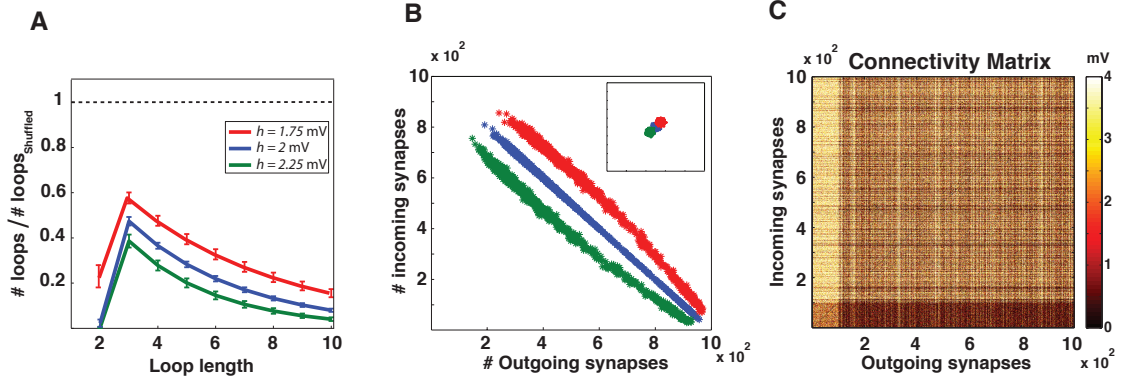 A
# loops / # loops Shuffled
1
0.8
0.6
0.4
0.2
2 4 6 8 10
Loop length
h = 1.75 mV
h = 2 mV
h = 2.25 mV
B
x 10 2
# incoming synapses
10
8
6
4
2
2 4 6 8 10
x 10 2
# Outgoing synapses
C
x 10 2
Connectivity Matrix
mV
Incoming synapses
10
8
6
4
2
2 4 6 8 10
Outgoing synapses
x 10 2
4
3
2
1
0